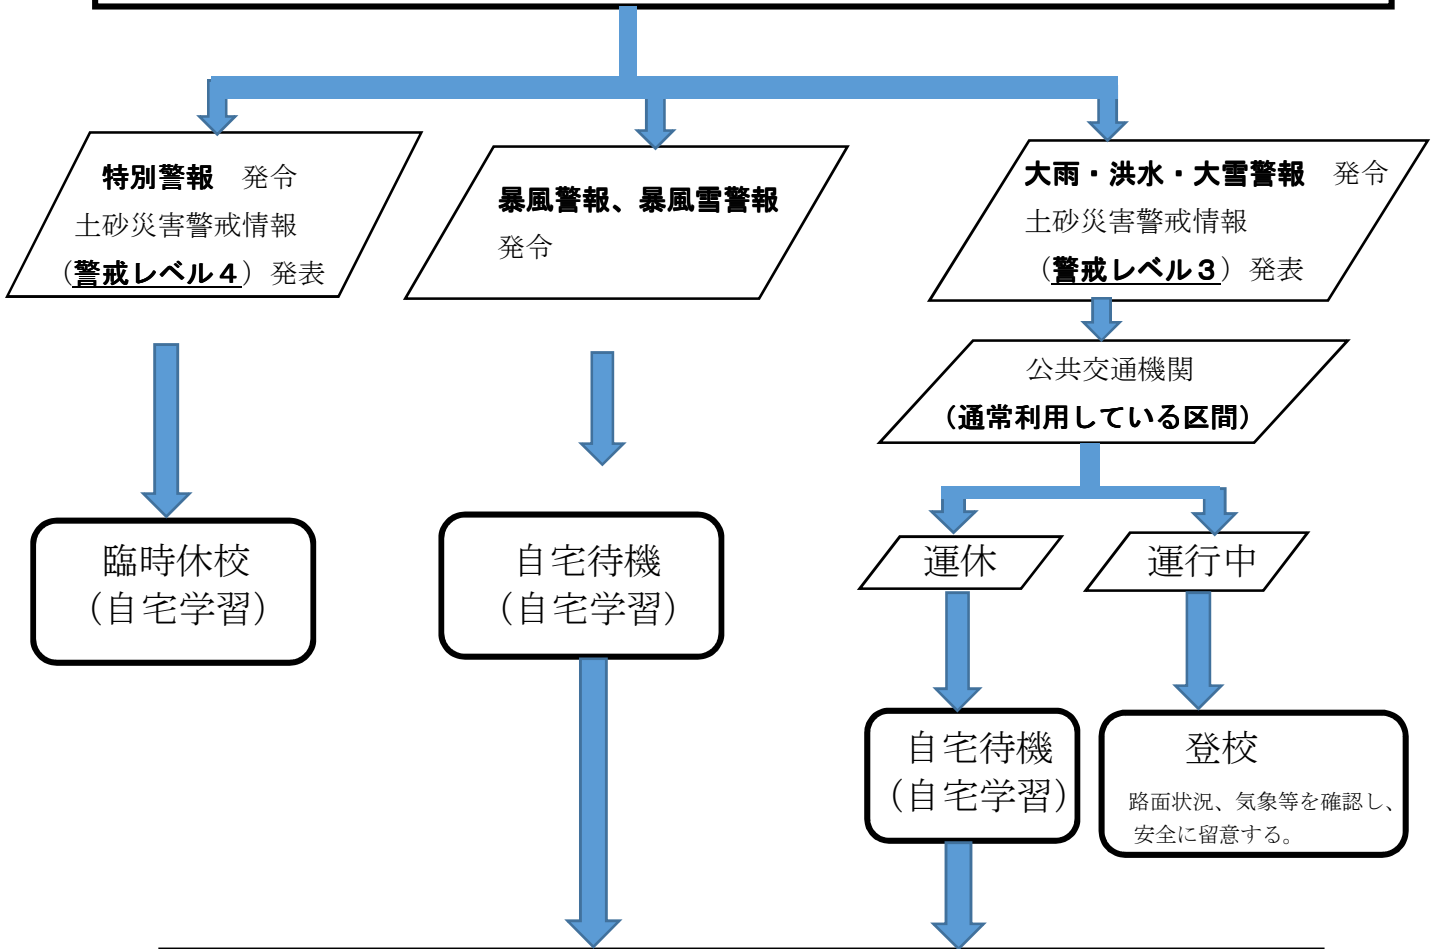 特別警報　発令
土砂災害警戒情報
（警戒レベル４）発表
暴風警報、暴風雪警報
発令
大雨・洪水・大雪警報　発令
土砂災害警戒情報
（警戒レベル３）発表
公共交通機関
（通常利用している区間）
臨時休校
（自宅学習）
自宅待機
（自宅学習）
運休
運行中
自宅待機
（自宅学習）
登校
路面状況、気象等を確認し、
安全に留意する。